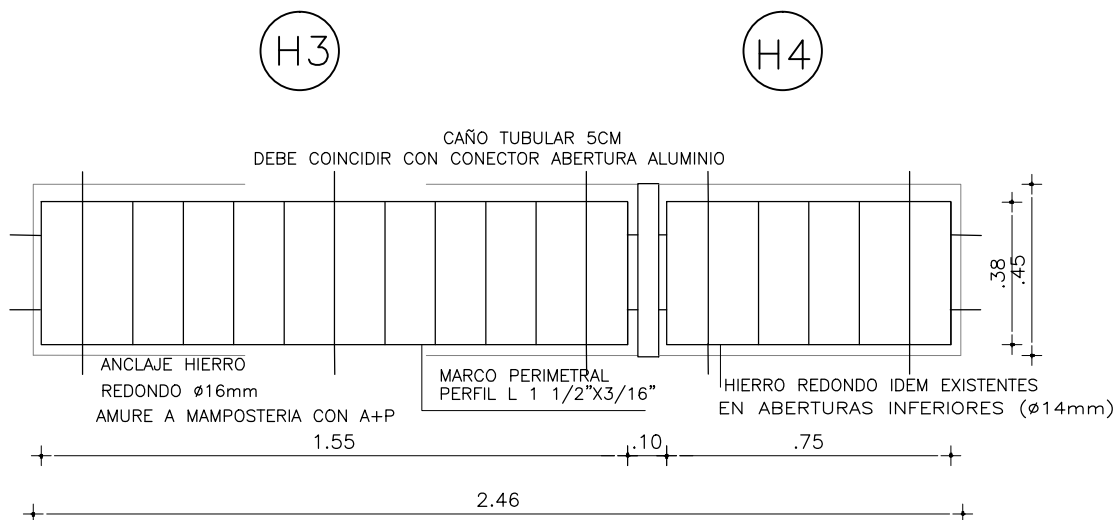 H3
H4
CAÑO TUBULAR 5CM
DEBE COINCIDIR CON CONECTOR ABERTURA ALUMINIO
.38
.45
ANCLAJE HIERRO
REDONDO ø16mm
AMURE A MAMPOSTERIA CON A+P
MARCO PERIMETRAL
PERFIL L 1 1/2"X3/16"
HIERRO REDONDO IDEM EXISTENTES
EN ABERTURAS INFERIORES (ø14mm)
1.55
.10
.75
2.46